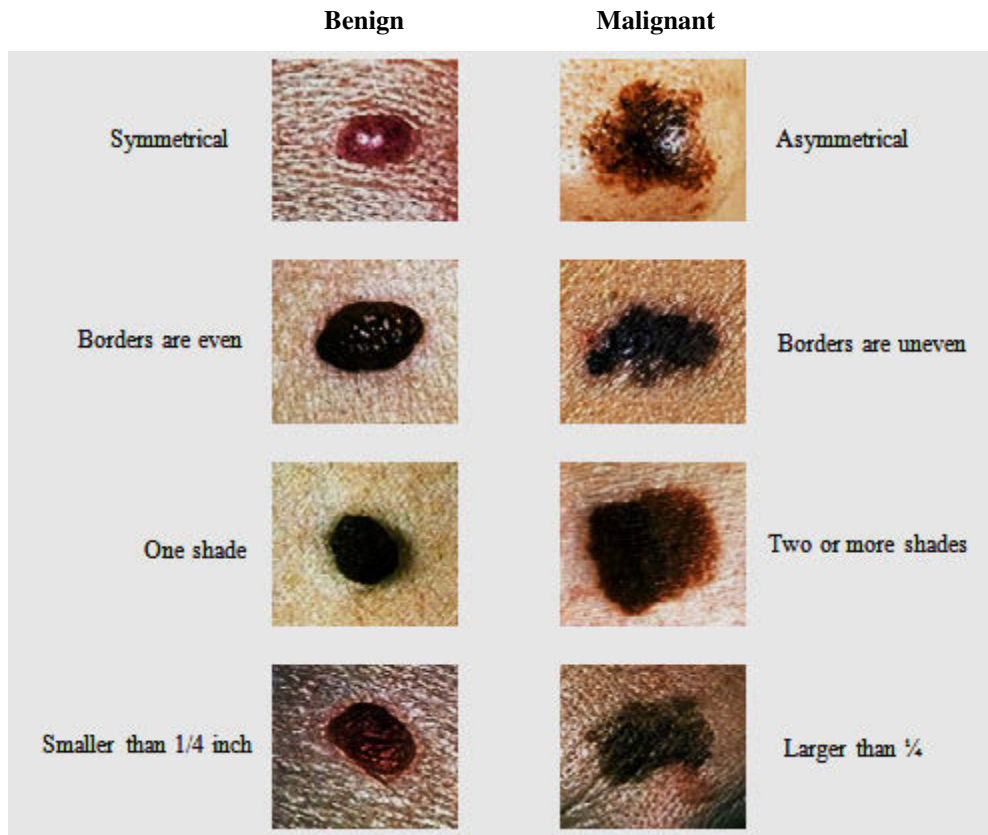 Benign
Malignant
Symmetrical
Asymmetrical
Borders are even
Borders are uneven
One shade
Two or more shades
Smaller than 1/4 inch
Larger than ¼